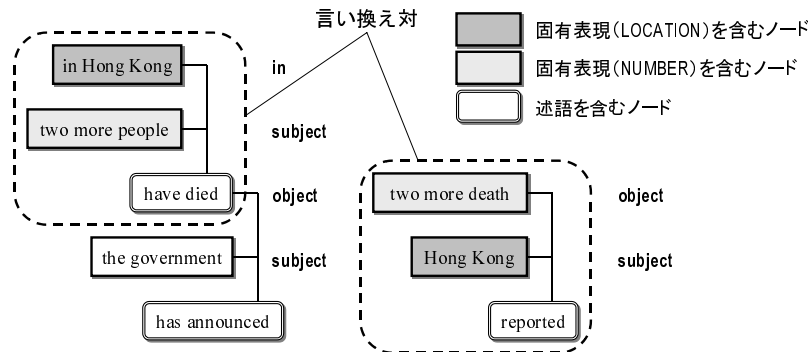 言い換え対
固有表現(LOCATION)を含むノード
固有表現(NUMBER)を含むノード
述語を含むノード
in Hong Kong
in
two more people
subject
have died
object
the government
subject
has announced
two more death
object
Hong Kong
subject
reported